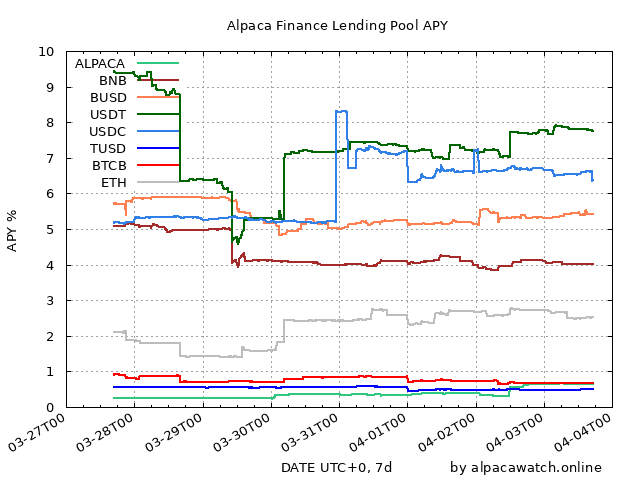 Alpaca Finance Lending Pool APY
10
9
8
7
6
5
4
3
2
1
0
APY %
ALPACA
BNB
BUSD
USDT
USDC
TUSD
BTCB
ETH
03-27T00
03-28T00
03-29T00
03-30T00
03-31T00
04-01T00
04-02T00
04-03T00
04-04T00
DATE UTC+0, 7d
by alpacawatch.online